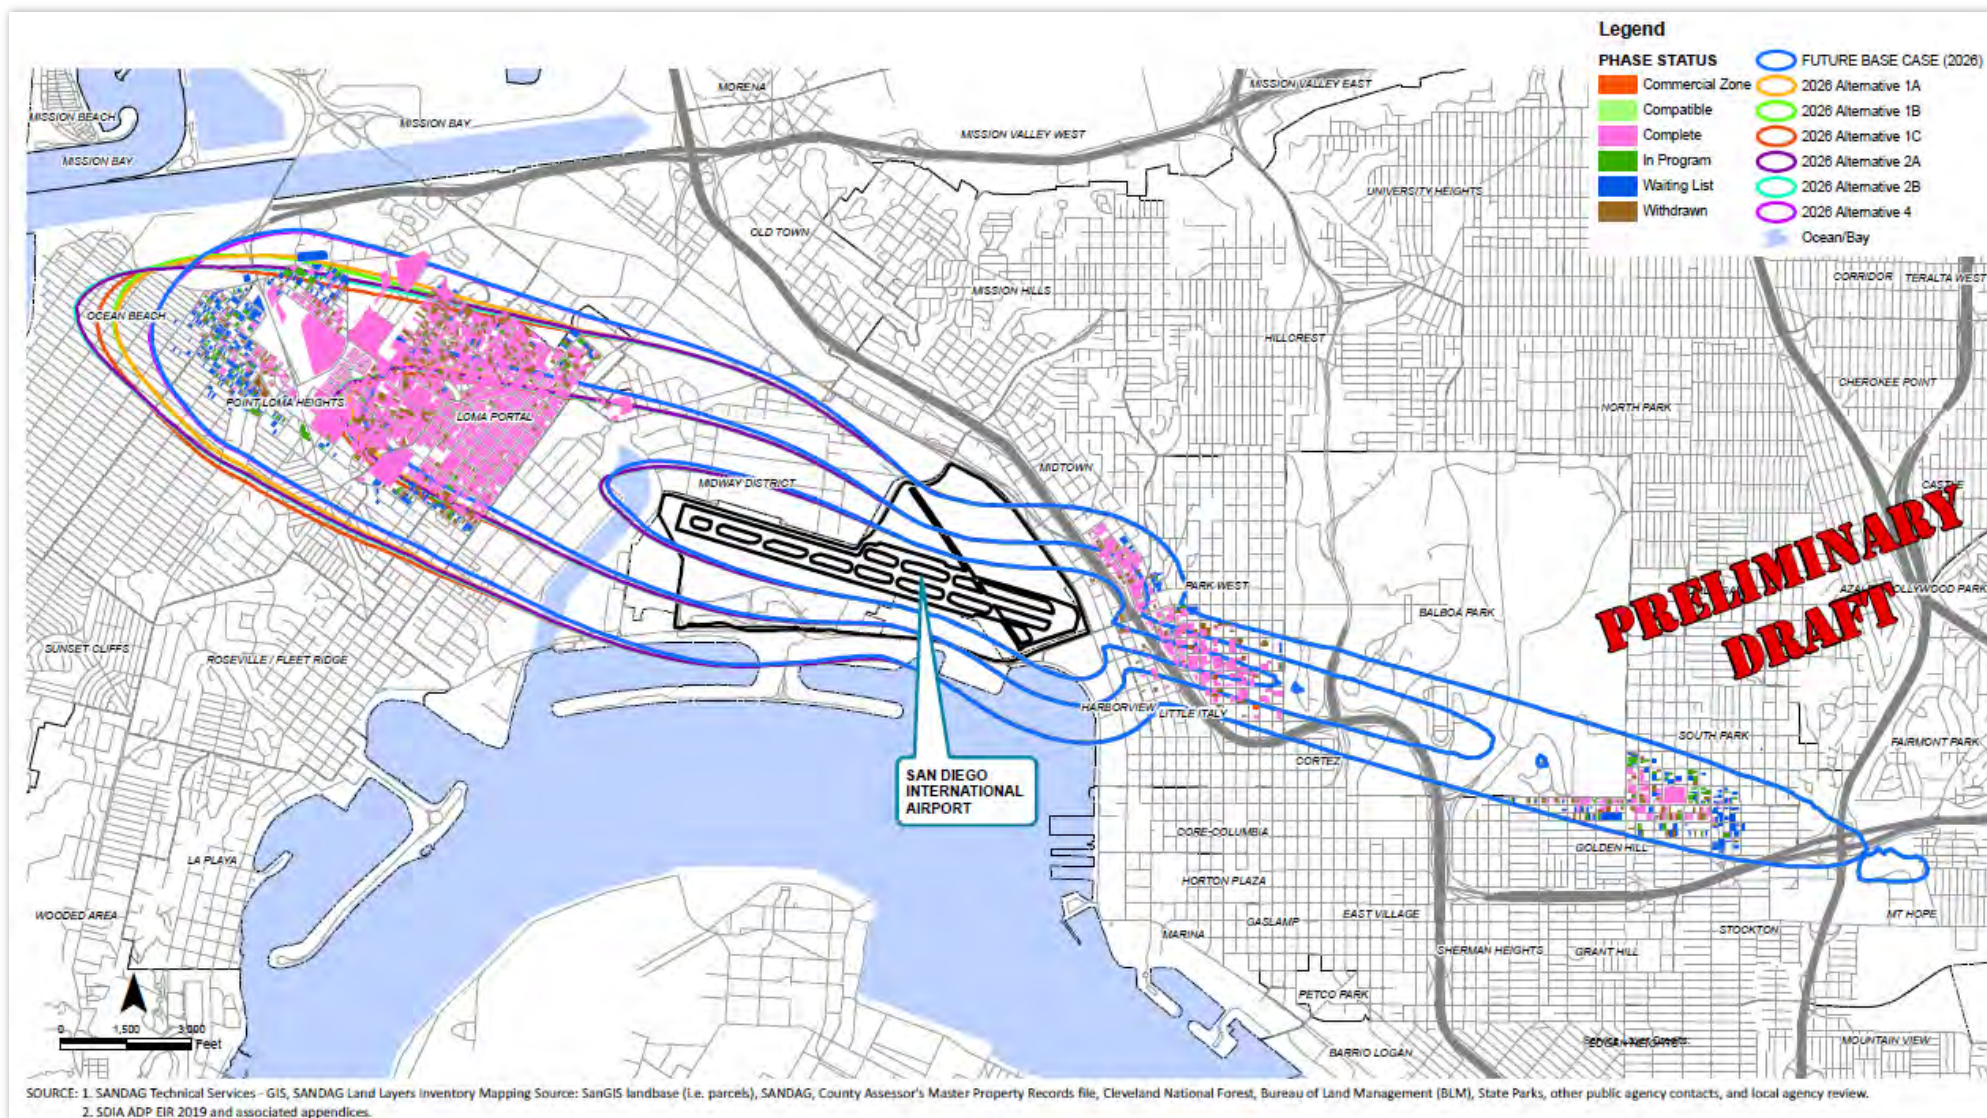 Legend
PHASE STATUS
Commercial Zone
Compatible
Complete
In Program
Waiting List
Withdrawn
FUTURE BASE CASE (2026)
2026 Alternative 1A
2026 Alternative 1B
2026 Alternative 1C
2026 Alternative 2A
2026 Alternative 2B
2026 Alternative 4
Ocean/Bay
MISSION BEACH
MISSION BAY
MISSION BAY
MORENA
MISSION VALLEY EAST
MISSION VALLEY WEST
UNIVERSITY HEIGHTS
OLD TOWN
MISSION HILLS
HILLCREST
CORRIDOR
TERALTA WEST
CHEROKEE POINT
NORTH PARK
OCEAN BEACH
POINT LOMA HEIGHTS
LOMA PORTAL
MIDWAY DISTRICT
MIDTOWN
CASTLE
PRELIMINARY
DRAFT
PARK WEST
BALBOA PARK
HOLLYWOOD PARK
SUNSET CLIFFS
ROSEVILLE / FLEET RIDGE
HARBORVIEW
LITTLE ITALY
CORTEZ
SOUTH PARK
FAIRMONT PARK
SAN DIEGO
INTERNATIONAL
AIRPORT
CORE-COLUMBIA
GOLDEN HILL
LA PLAYA
HORTON PLAZA
WOODED AREA
MARINA
GASLAMP
EAST VILLAGE
SHERMAN HEIGHTS
GRANT HILL
STOCKTON
MT HOPE
PETCO PARK
BARRIO LOGAN
MOUNTAIN VIEW
0 1,500 3,000
Feet
SOURCE: 1. SANDAG Technical Services - GIS, SANDAG Land Layers Inventory Mapping Source: SanGIS landbase (i.e. parcels), SANDAG, County Assessor's Master Property Records file, Cleveland National Forest, Bureau of Land Management (BLM), State Parks, other public agency contacts, and local agency review.
2. SDIA ADP EIR 2019 and associated appendices.